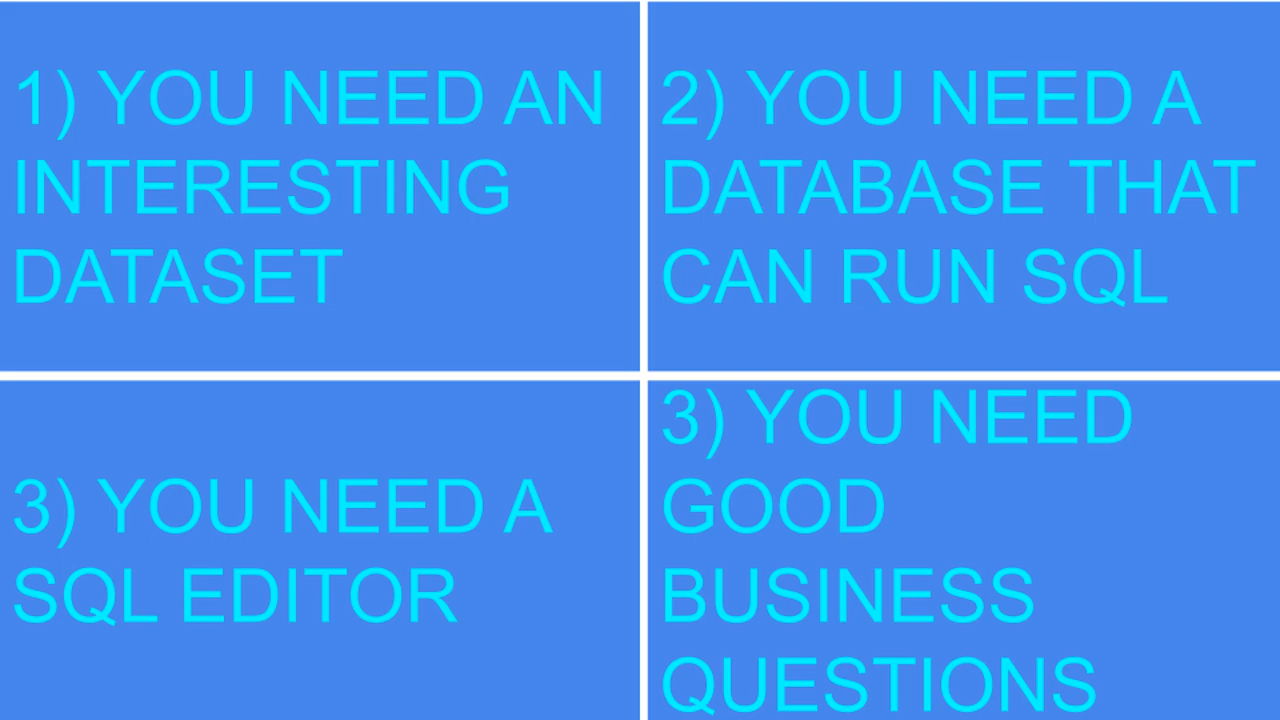 1) YOU NEED AN
INTERESTING
DATASET
2) YOU NEED A
DATABASE THAT
CAN RUN SQL
3) YOU NEED A
SQL EDITOR
3) YOU NEED
GOOD
BUSINESS
QUESTIONS